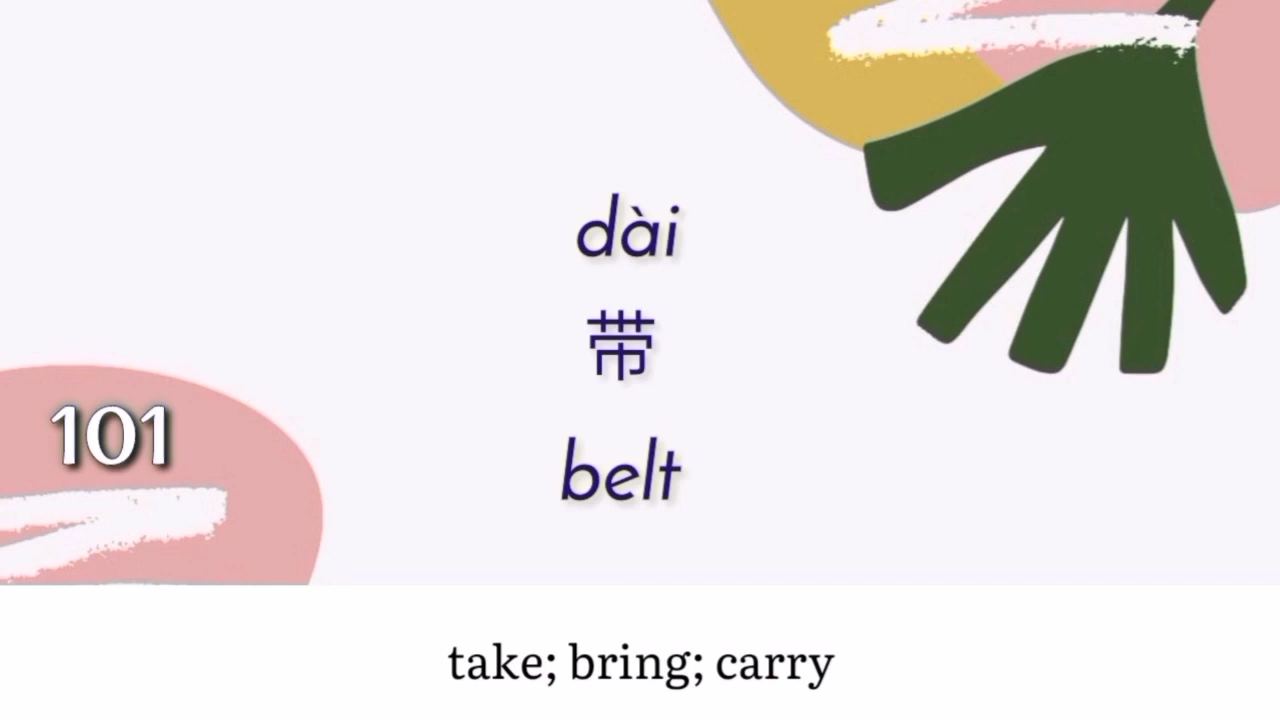 dài
带
belt
101
take; bring; carry